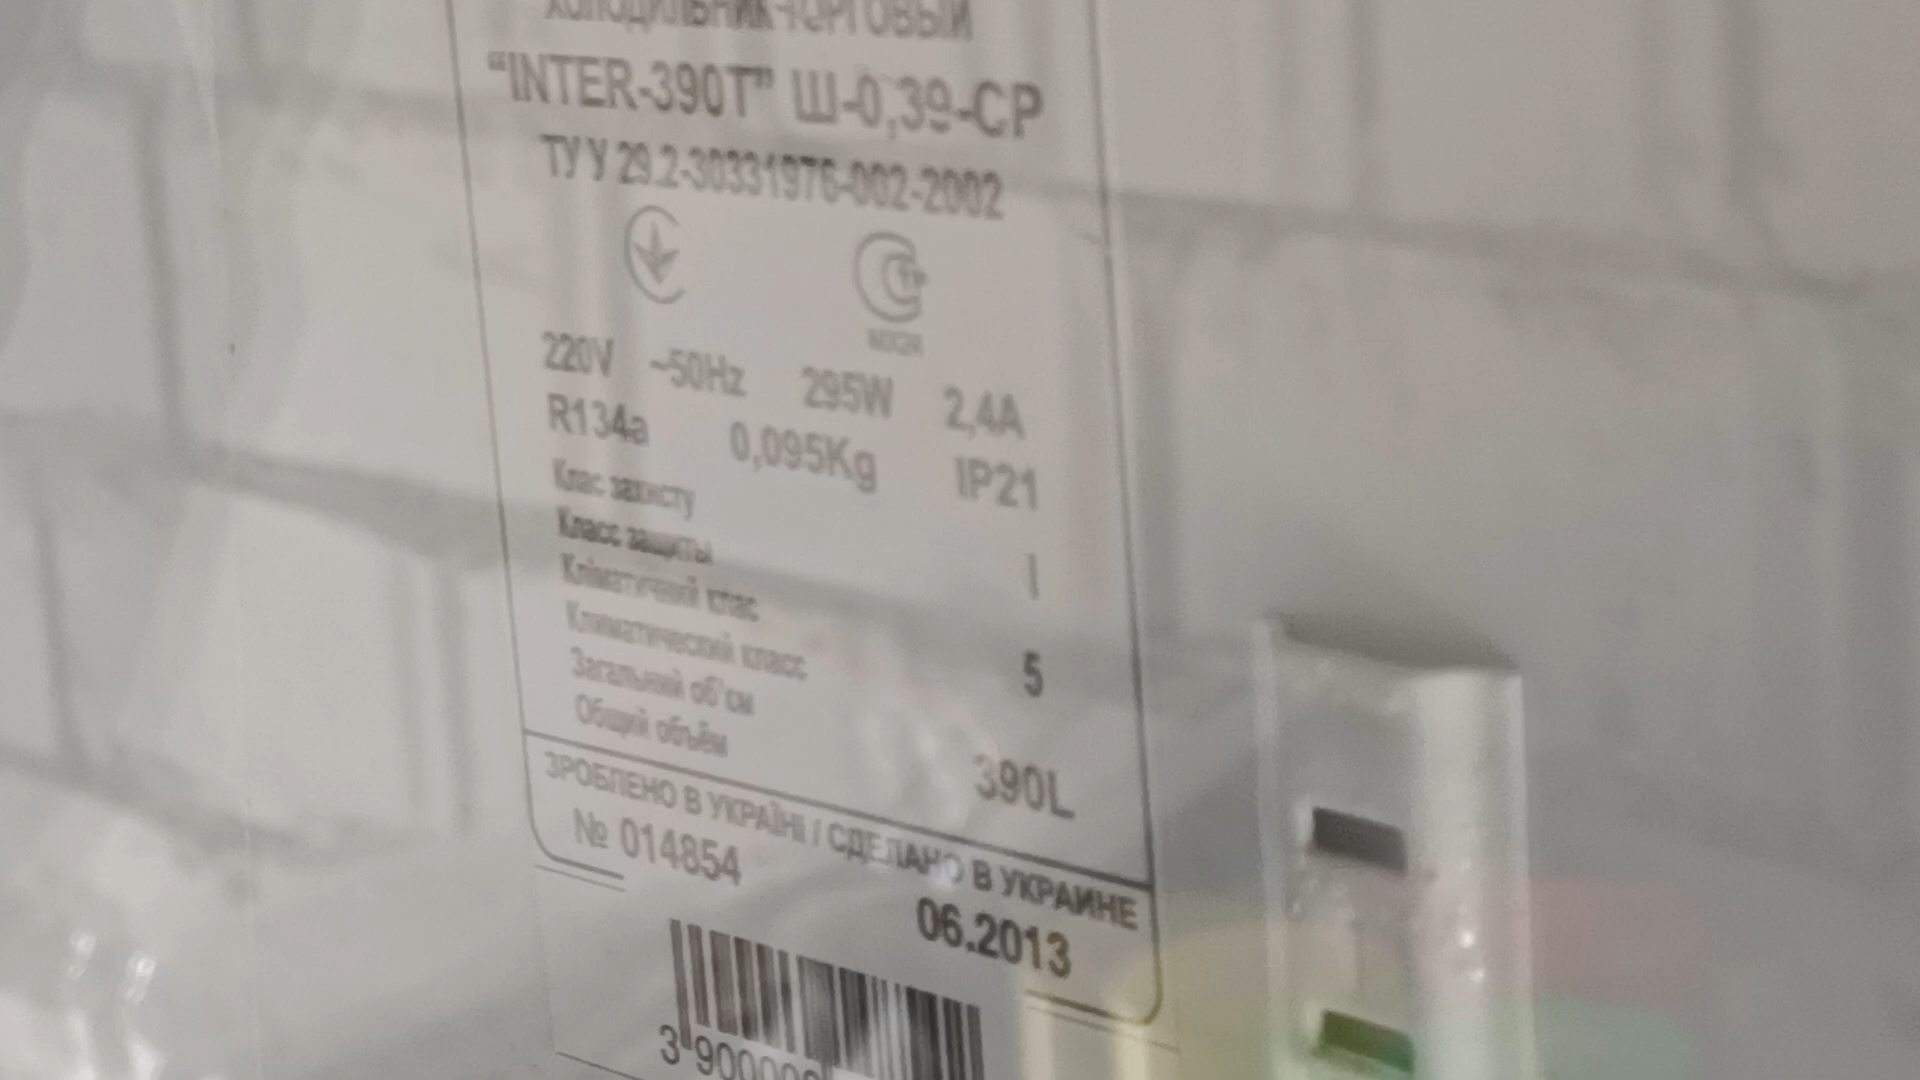 ХОЛОДИЛЬНИК ТОРГОВЫЙ
"INTER-390T" Ш-0,39-СР
ТУ У 29.2-30331976-002-2002
220V ~50Hz 295W 2,4A
R134a 0,095Kg IP21
Клас захисту
Класс защиты I
Кліматичний клас
Климатический класс 5
Загальний об'єм
Общий объём 390L
ЗРОБЛЕНО В УКРАЇНІ / СДЕЛАНО В УКРАИНЕ
№ 014854 06.2013